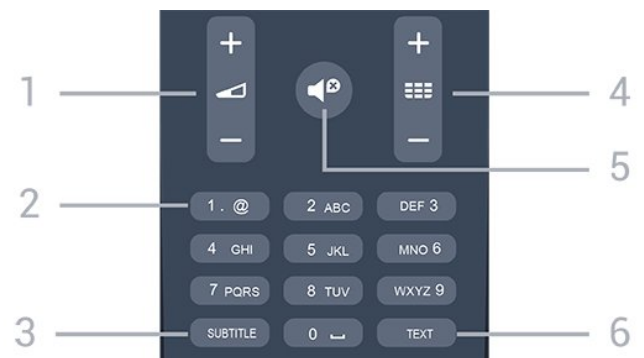 + +
1 4
− − 5
2 1 . @ 2 ABC DEF 3
4 GHI 5 JKL MNO 6
7 PQRS 8 TUV WXYZ 9
3 SUBTITLE 0 ⌴ TEXT 6